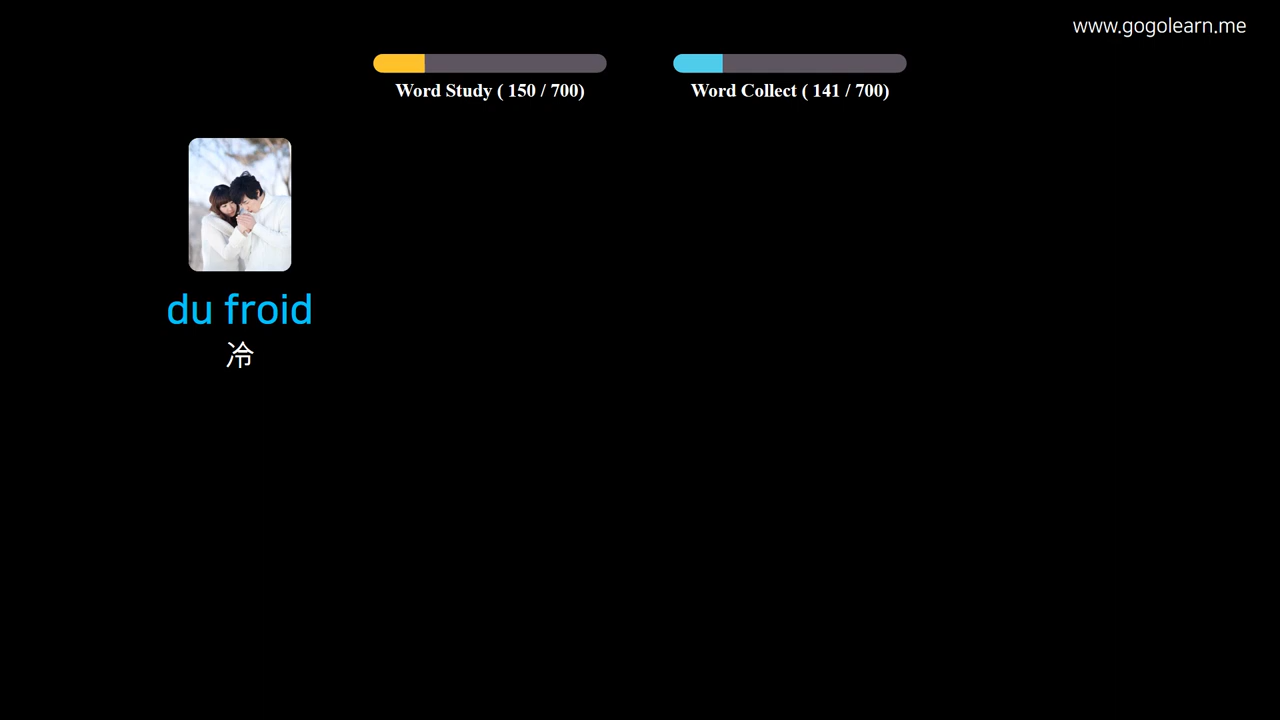 www.gogolearn.me
Word Study ( 150 / 700)
Word Collect ( 141 / 700)
du froid
冷